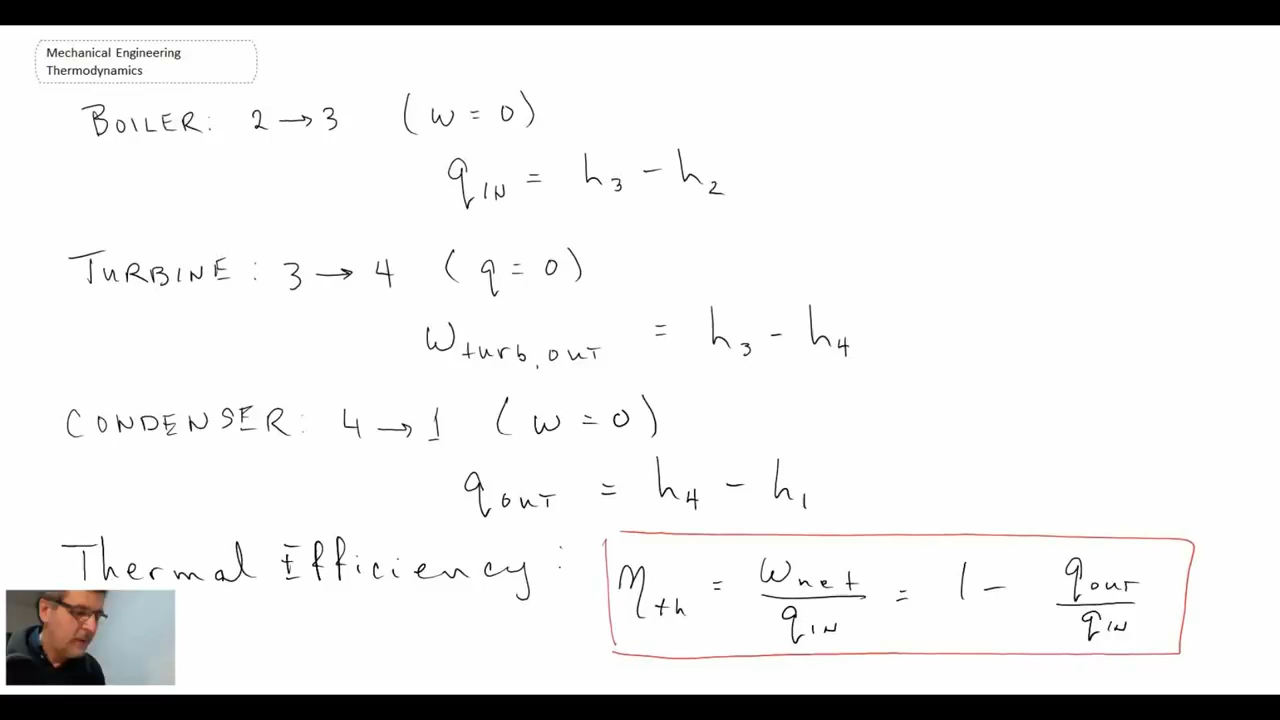 Mechanical Engineering
Thermodynamics
BOILER: 2 → 3 (w = 0)
q_IN = h_3 - h_2
TURBINE: 3 → 4 (q = 0)
w_turb,out = h_3 - h_4
CONDENSER: 4 → 1 (w = 0)
q_OUT = h_4 - h_1
Thermal Efficiency: η_th = w_net / q_IN = 1 - q_out / q_IN